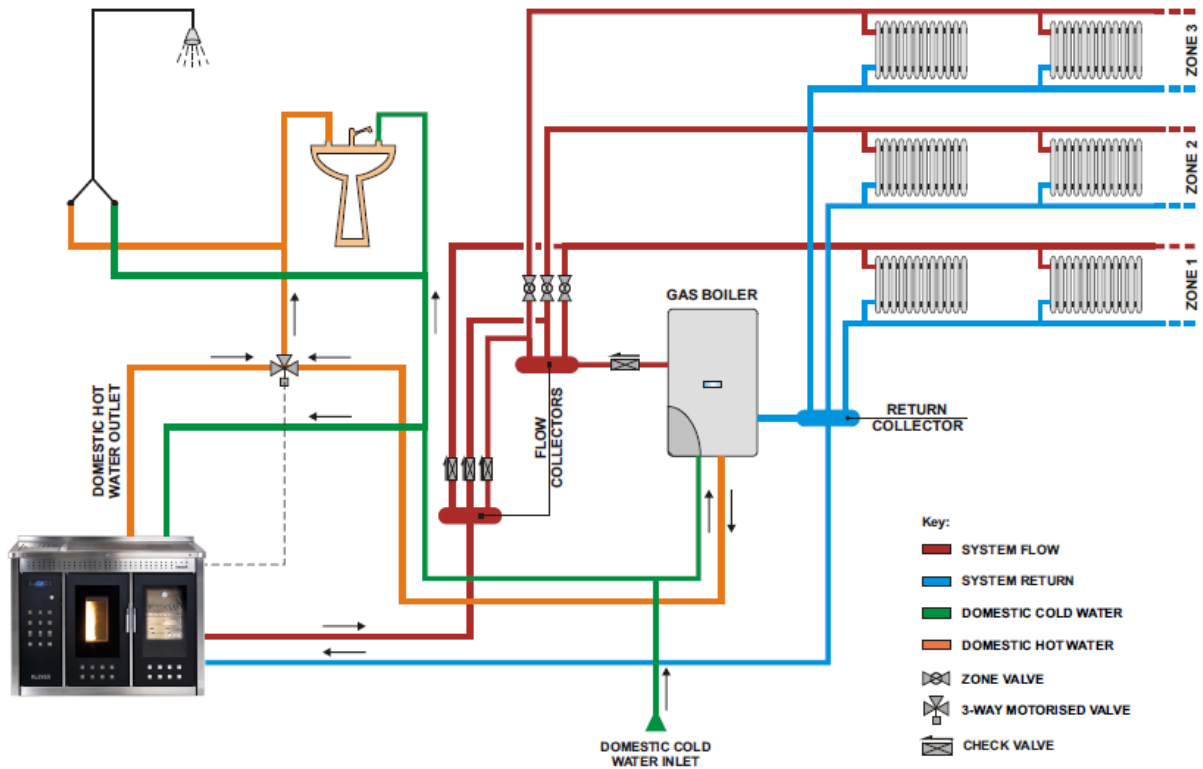 ZONE 3
ZONE 2
ZONE 1
GAS BOILER
DOMESTIC HOT
WATER OUTLET
FLOW
COLLECTORS
RETURN
COLLECTOR
Key:
SYSTEM FLOW
SYSTEM RETURN
DOMESTIC COLD WATER
DOMESTIC HOT WATER
ZONE VALVE
3-WAY MOTORISED VALVE
CHECK VALVE
DOMESTIC COLD
WATER INLET